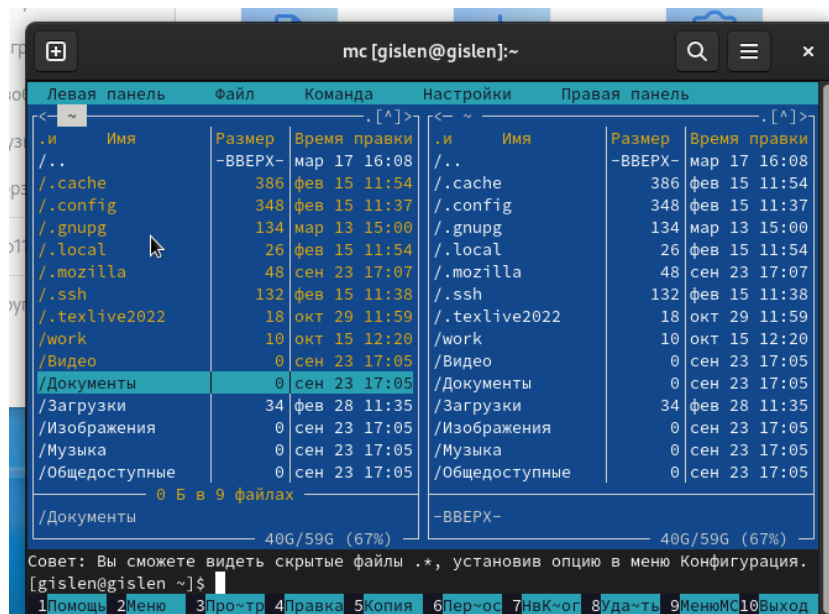 mc [gislen@gislen]:~
Левая панель Файл Команда Настройки Правая панель
<– ~ .[^]> <– ~ .[^]>
.и Имя Размер Время правки .и Имя Размер Время правки
/.. -ВВЕРХ- мар 17 16:08 /.. -ВВЕРХ- мар 17 16:08
/.cache 386 фев 15 11:54 /.cache 386 фев 15 11:54
/.config 348 фев 15 11:37 /.config 348 фев 15 11:37
/.gnupg 134 мар 13 15:00 /.gnupg 134 мар 13 15:00
/.local 26 фев 15 11:54 /.local 26 фев 15 11:54
/.mozilla 48 сен 23 17:07 /.mozilla 48 сен 23 17:07
/.ssh 132 фев 15 11:38 /.ssh 132 фев 15 11:38
/.texlive2022 18 окт 29 11:59 /.texlive2022 18 окт 29 11:59
/work 10 окт 15 12:20 /work 10 окт 15 12:20
/Видео 0 сен 23 17:05 /Видео 0 сен 23 17:05
/Документы 0 сен 23 17:05 /Документы 0 сен 23 17:05
/Загрузки 34 фев 28 11:35 /Загрузки 34 фев 28 11:35
/Изображения 0 сен 23 17:05 /Изображения 0 сен 23 17:05
/Музыка 0 сен 23 17:05 /Музыка 0 сен 23 17:05
/Общедоступные 0 сен 23 17:05 /Общедоступные 0 сен 23 17:05
0 Б в 9 файлах
/Документы -ВВЕРХ-
40G/59G (67%) 40G/59G (67%)
Совет: Вы сможете видеть скрытые файлы .*, установив опцию в меню Конфигурация.
[gislen@gislen ~]$
1Помощь 2Меню 3Про~тр 4Правка 5Копия 6Пер~ос 7НвК~ог 8Уда~ть 9МенюМС 10Выход